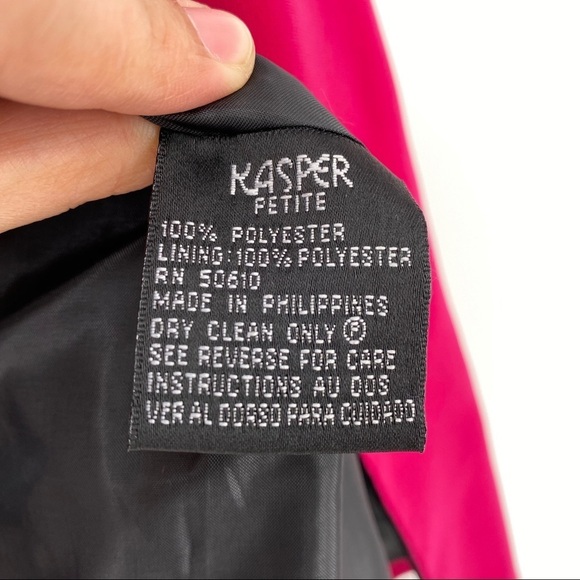 KASPER
PETITE
100% POLYESTER
LINING:100% POLYESTER
RN 50610
MADE IN PHILIPPINES
DRY CLEAN ONLY Ⓟ
SEE REVERSE FOR CARE
INSTRUCTIONS AU DOS
VER AL DORSO PARA CUIDADO